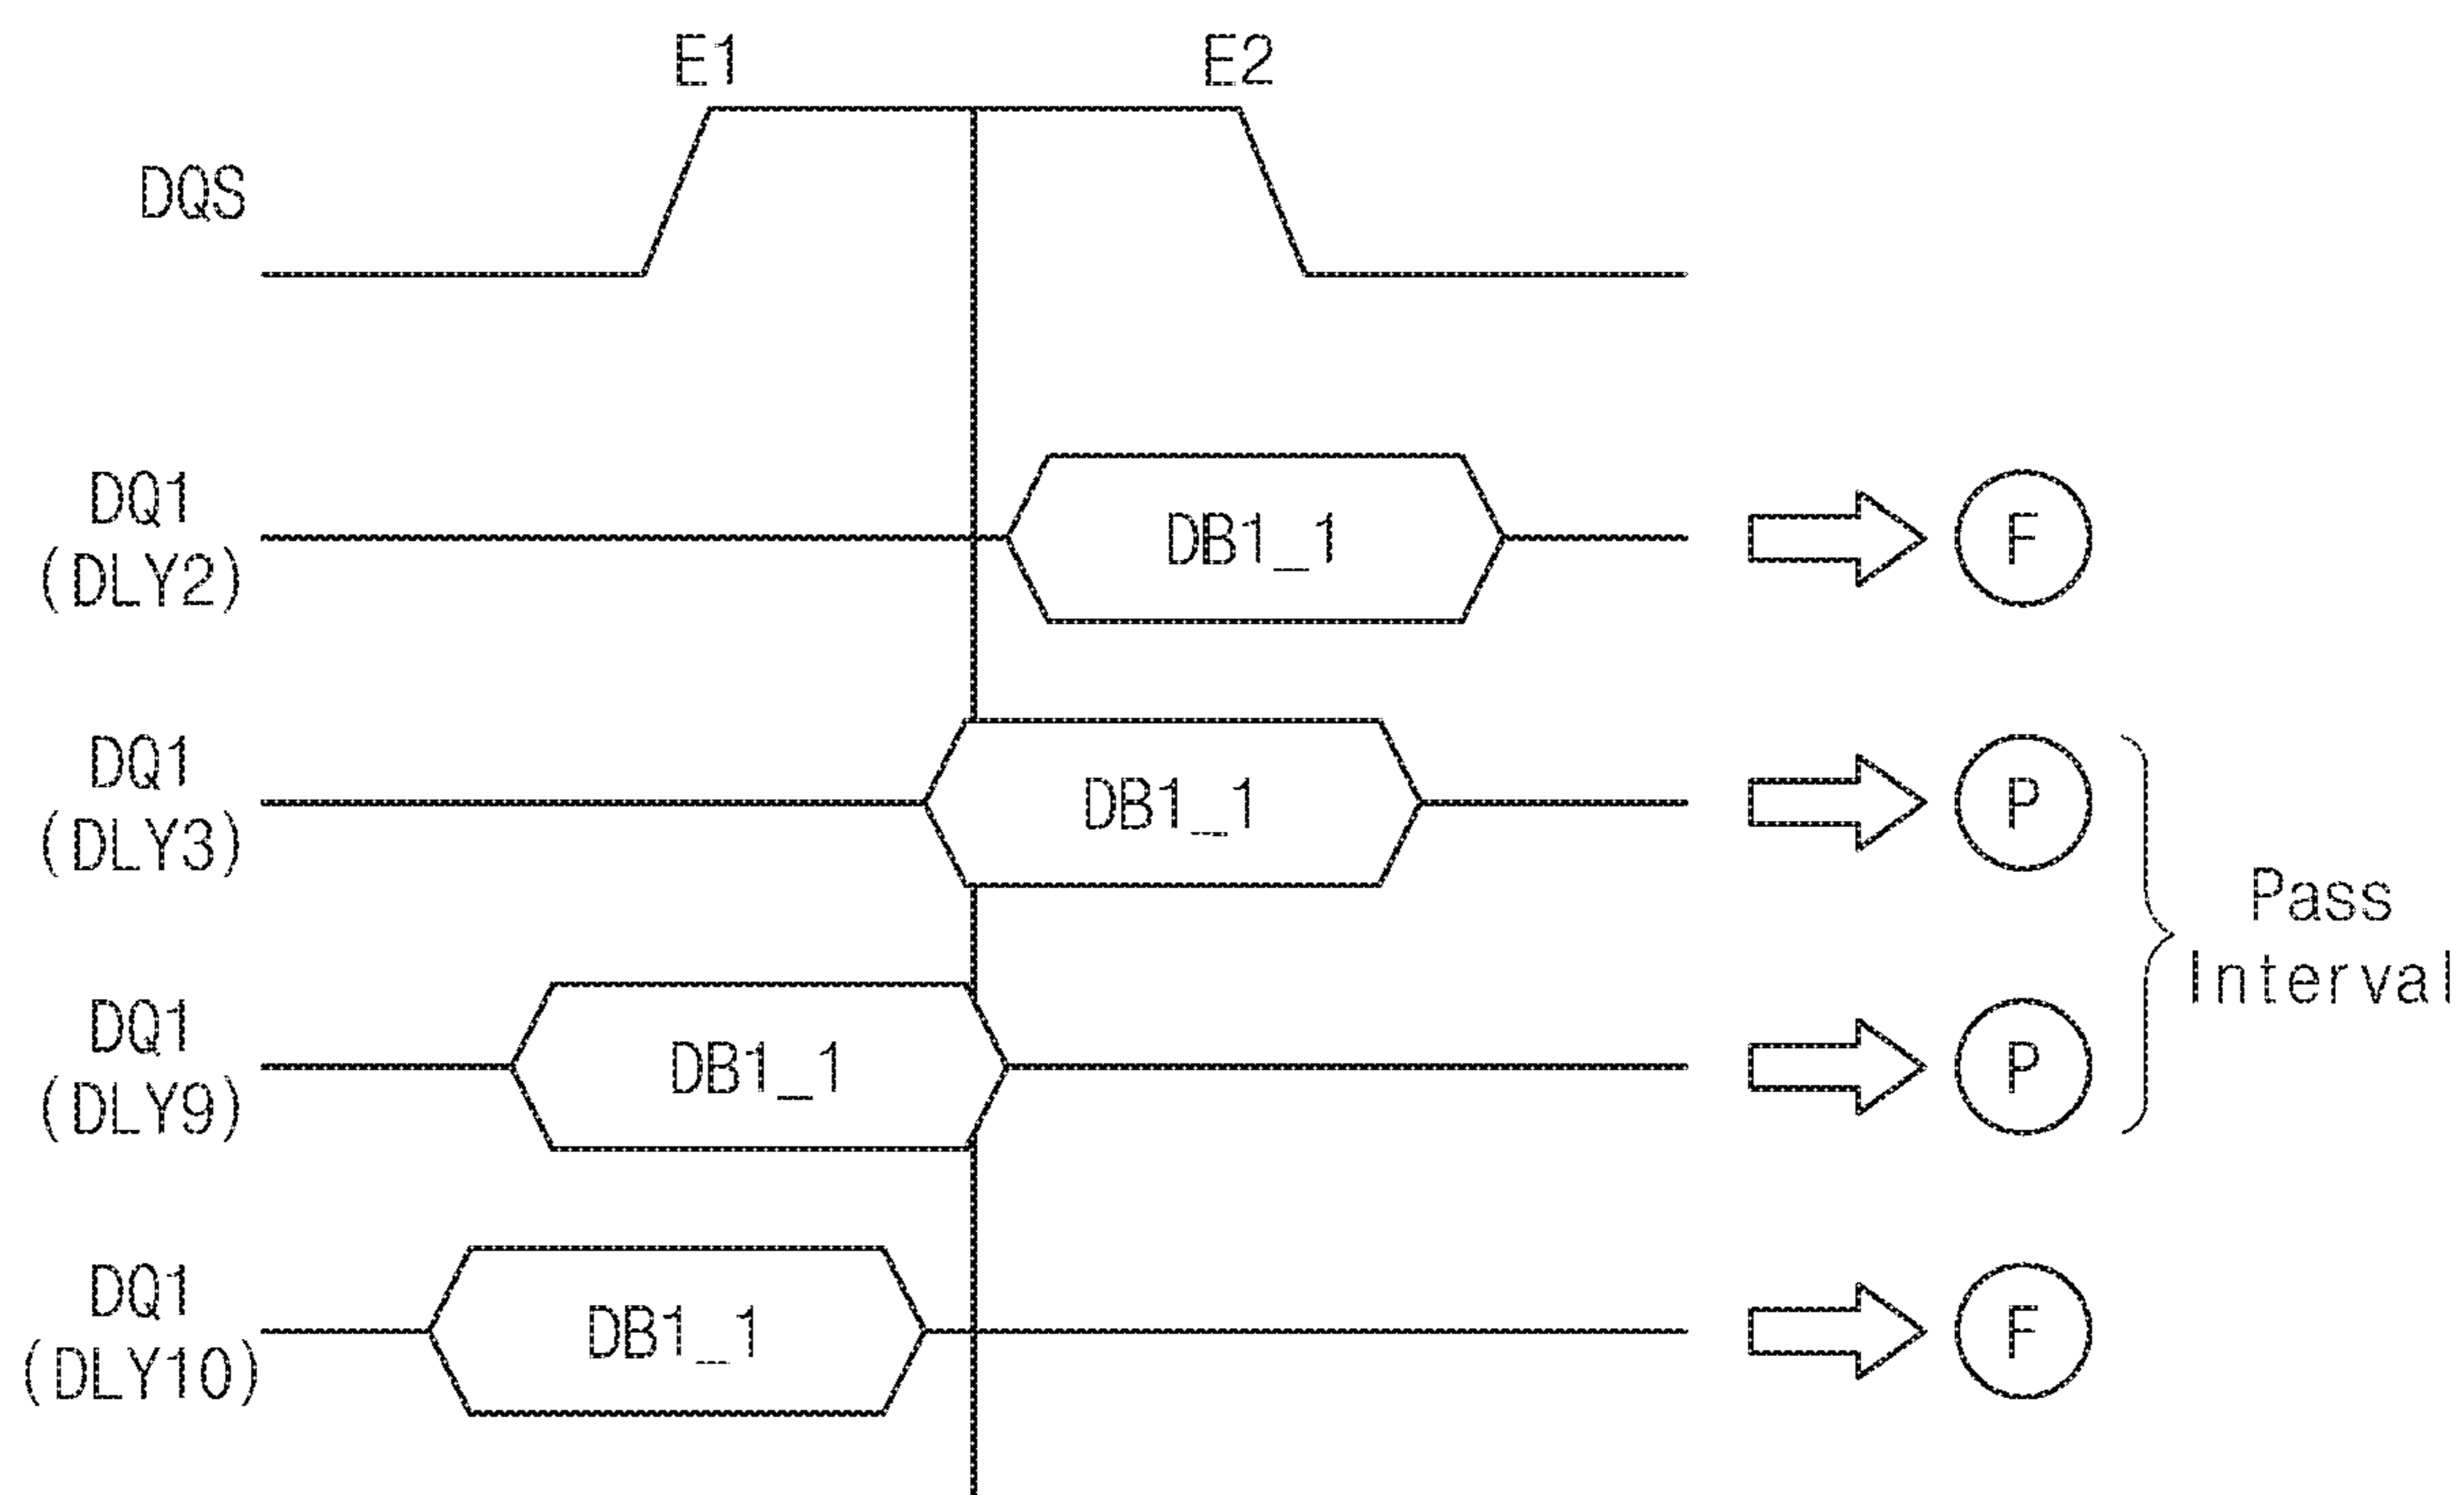 E1 E2
DQS
DQ1
(DLY2)
DB1_1
F
DQ1
(DLY3)
DB1_1
P
Pass
Interval
DQ1
(DLY9)
DB1_1
P
DQ1
(DLY10)
DB1_1
F